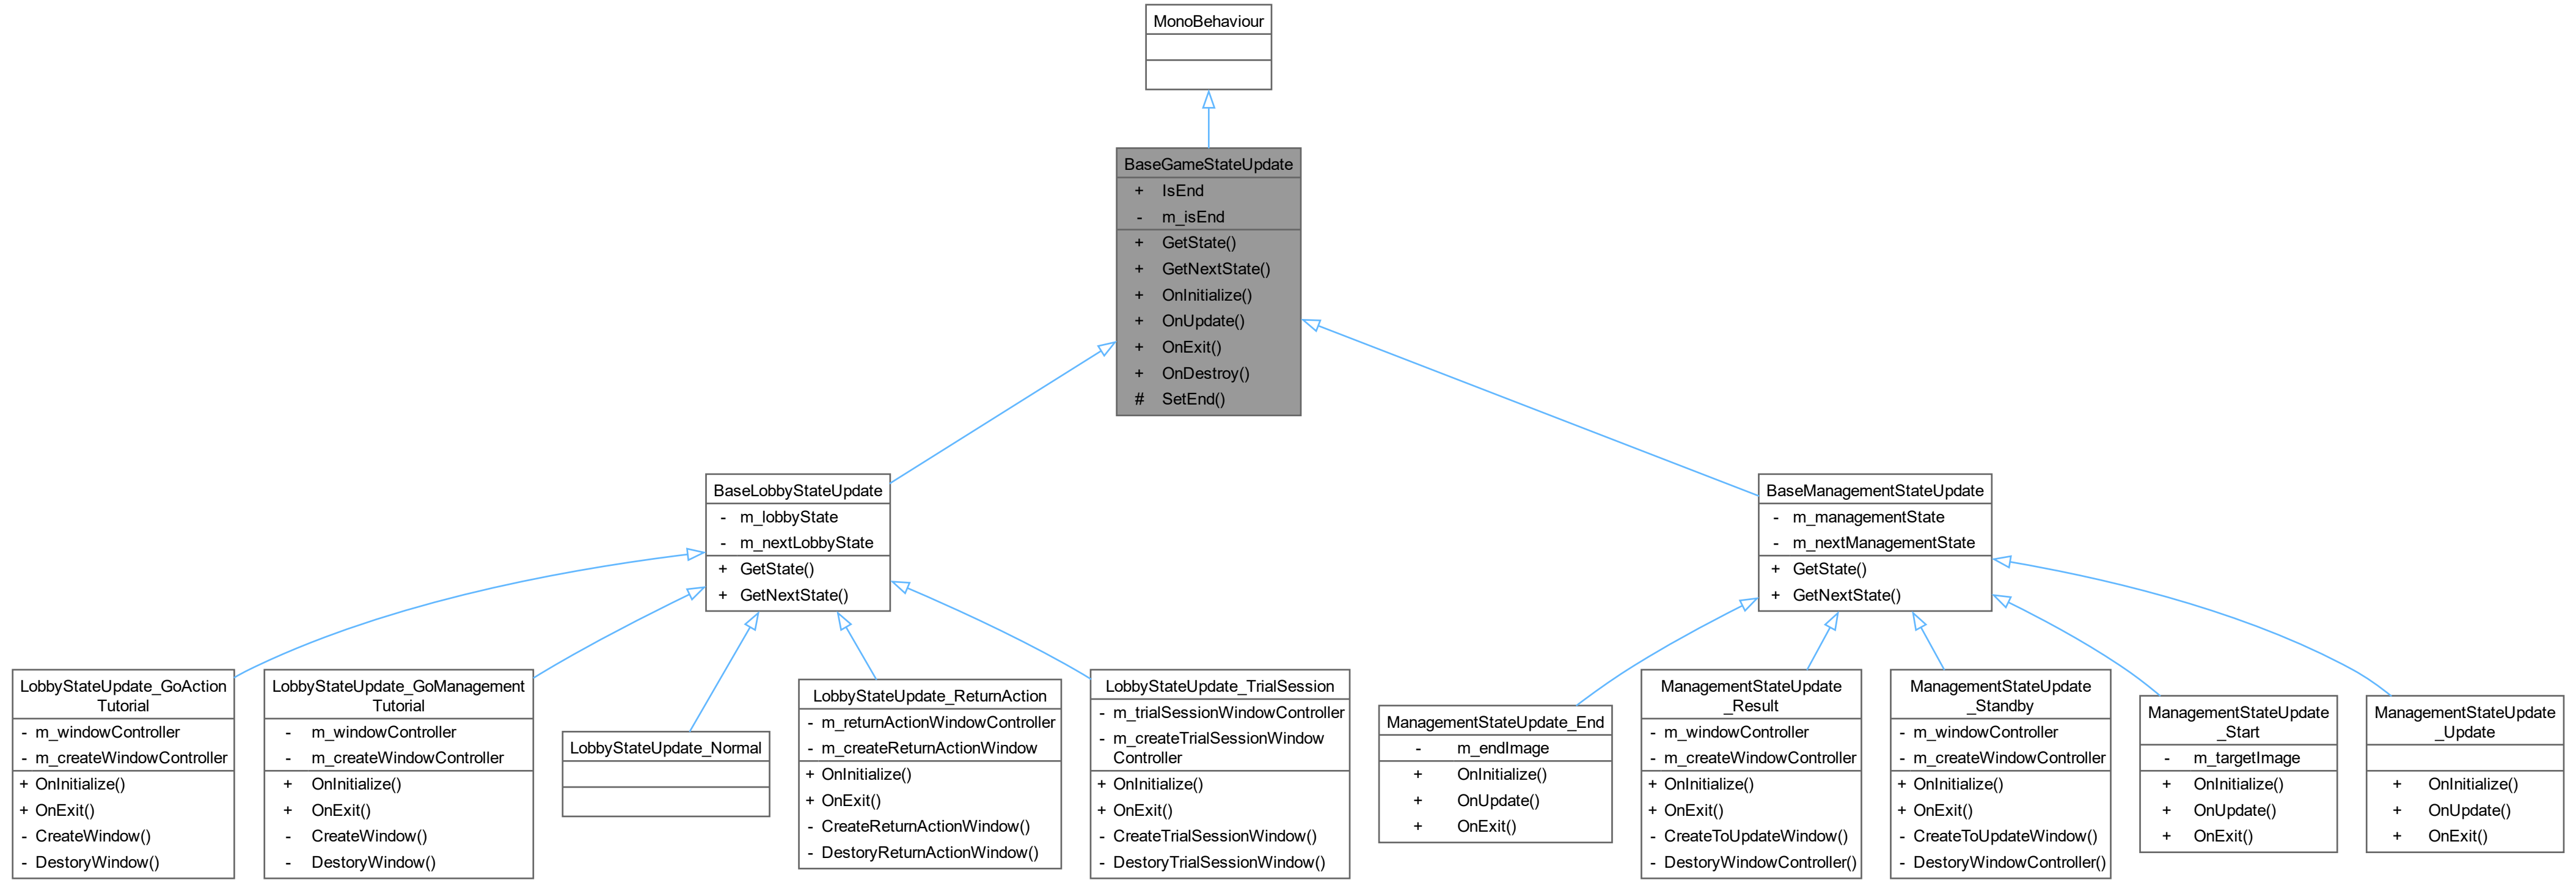 MonoBehaviour
BaseGameStateUpdate
+ IsEnd
- m_isEnd
+ GetState()
+ GetNextState()
+ OnInitialize()
+ OnUpdate()
+ OnExit()
+ OnDestroy()
# SetEnd()
BaseLobbyStateUpdate
- m_lobbyState
- m_nextLobbyState
+ GetState()
+ GetNextState()
BaseManagementStateUpdate
- m_managementState
- m_nextManagementState
+ GetState()
+ GetNextState()
LobbyStateUpdate_GoAction
Tutorial
- m_windowController
- m_createWindowController
+ OnInitialize()
+ OnExit()
- CreateWindow()
- DestoryWindow()
LobbyStateUpdate_GoManagement
Tutorial
- m_windowController
- m_createWindowController
+ OnInitialize()
+ OnExit()
- CreateWindow()
- DestoryWindow()
LobbyStateUpdate_Normal
LobbyStateUpdate_ReturnAction
- m_returnActionWindowController
- m_createReturnActionWindow
+ OnInitialize()
+ OnExit()
- CreateReturnActionWindow()
- DestoryReturnActionWindow()
LobbyStateUpdate_TrialSession
- m_trialSessionWindowController
- m_createTrialSessionWindow
Controller
+ OnInitialize()
+ OnExit()
- CreateTrialSessionWindow()
- DestoryTrialSessionWindow()
ManagementStateUpdate_End
- m_endImage
+ OnInitialize()
+ OnUpdate()
+ OnExit()
ManagementStateUpdate
_Result
- m_windowController
- m_createWindowController
+ OnInitialize()
+ OnExit()
- CreateToUpdateWindow()
- DestoryWindowController()
ManagementStateUpdate
_Standby
- m_windowController
- m_createWindowController
+ OnInitialize()
+ OnExit()
- CreateToUpdateWindow()
- DestoryWindowController()
ManagementStateUpdate
_Start
- m_targetImage
+ OnInitialize()
+ OnUpdate()
+ OnExit()
ManagementStateUpdate
_Update
+ OnInitialize()
+ OnUpdate()
+ OnExit()